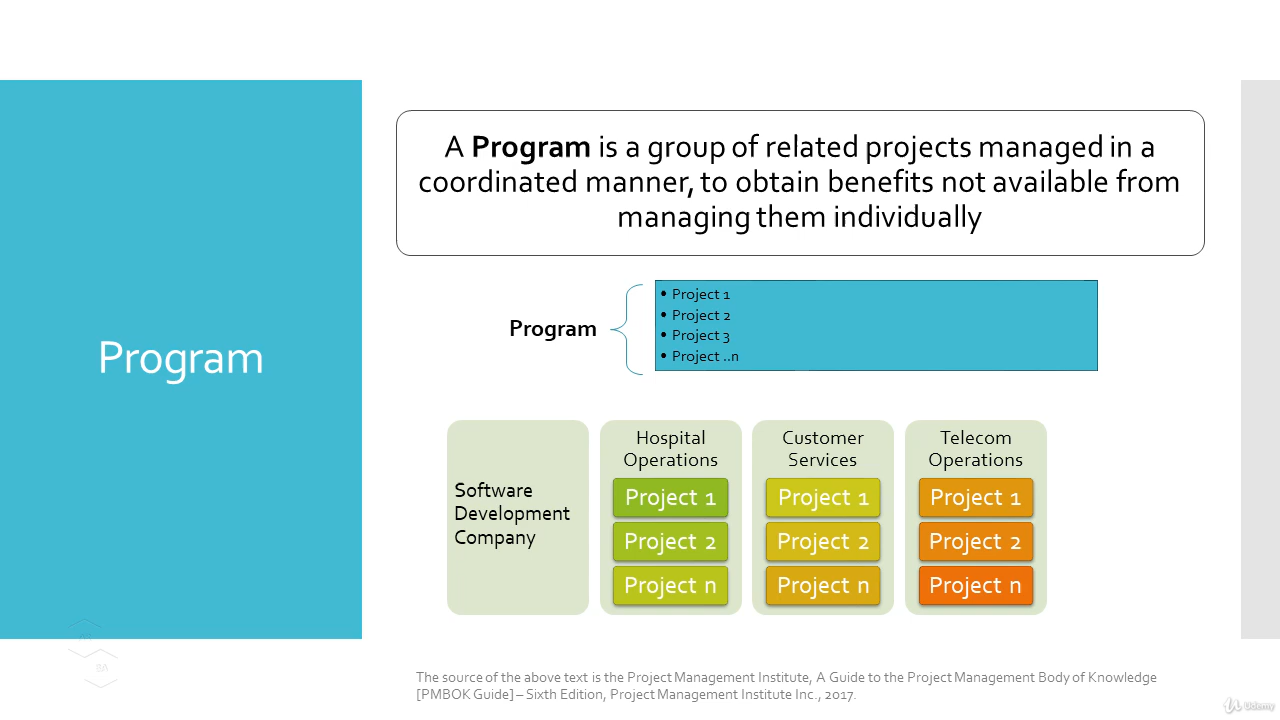 Program
A Program is a group of related projects managed in a
coordinated manner, to obtain benefits not available from
managing them individually
Program
• Project 1
• Project 2
• Project 3
• Project ..n
Software
Development
Company
Hospital
Operations
Project 1
Project 2
Project n
Customer
Services
Project 1
Project 2
Project n
Telecom
Operations
Project 1
Project 2
Project n
The source of the above text is the Project Management Institute, A Guide to the Project Management Body of Knowledge
[PMBOK Guide] – Sixth Edition, Project Management Institute Inc., 2017.
Udemy